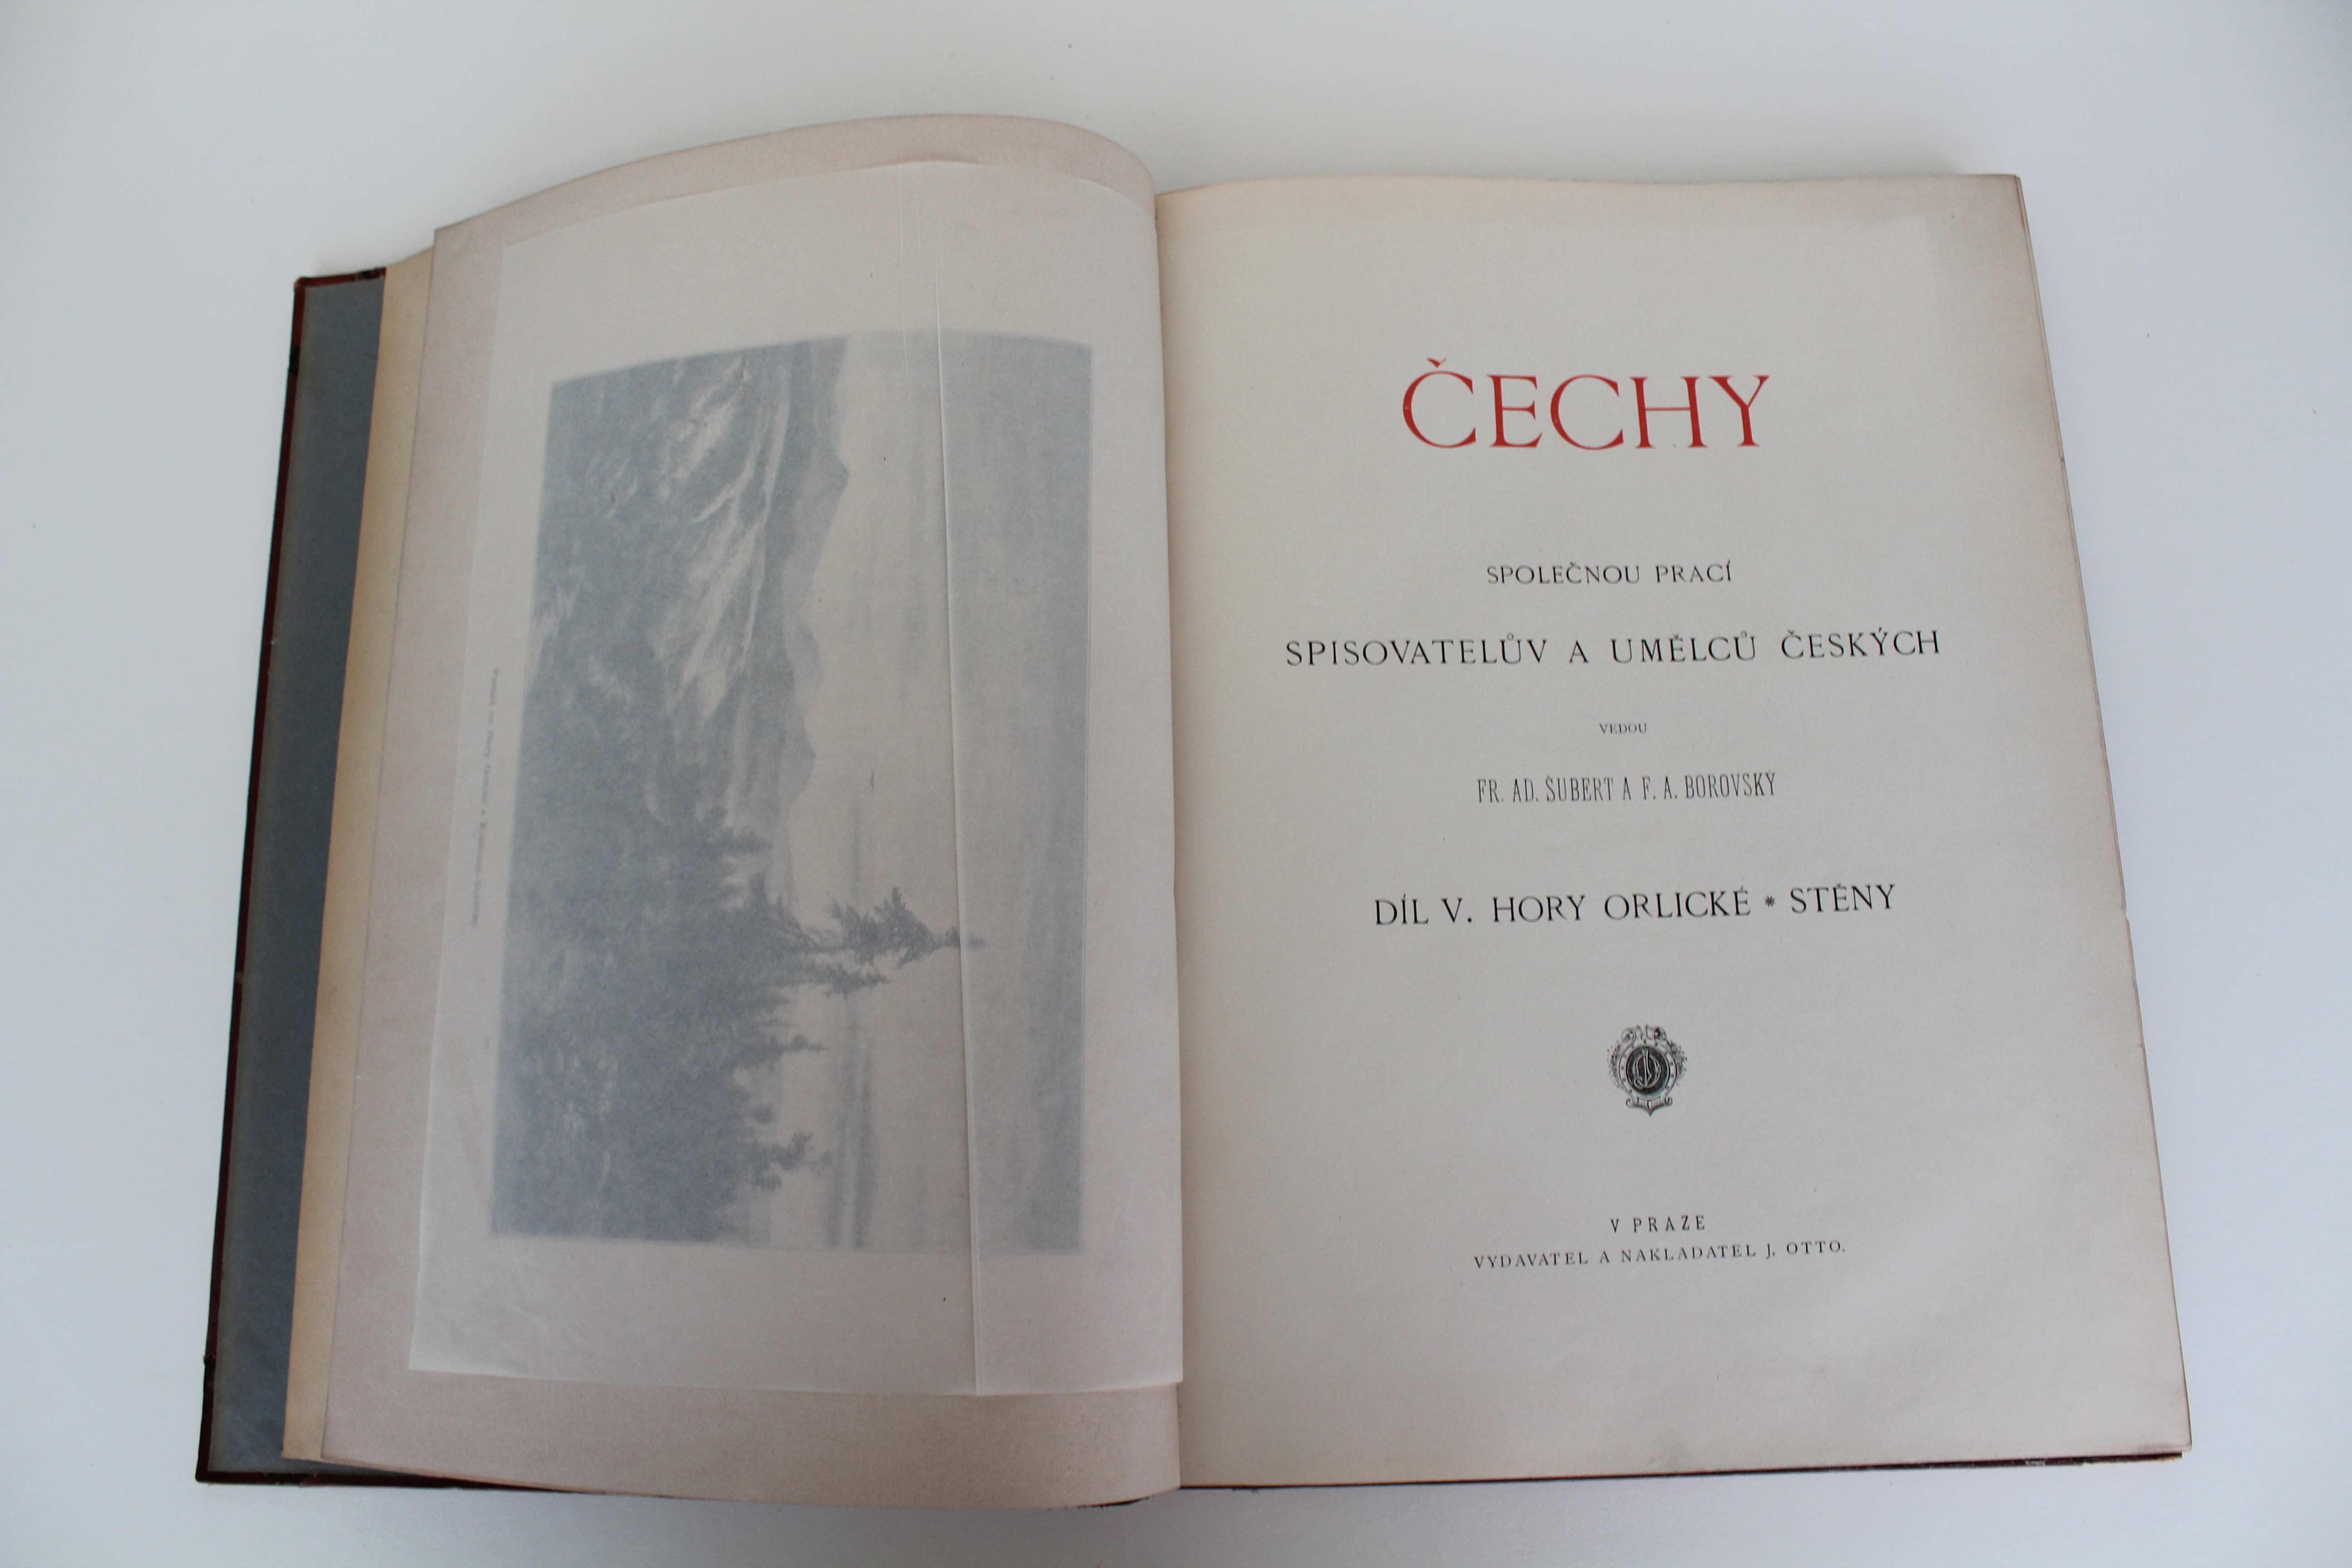 ČECHY
SPOLEČNOU PRACÍ
SPISOVATELŮV A UMĚLCŮ ČESKÝCH
VEDOU
FR. AD. ŠUBERT A F. A. BOROVSKÝ
DÍL V. HORY ORLICKÉ * STĚNY
V PRAZE
VYDAVATEL A NAKLADATEL J. OTTO.